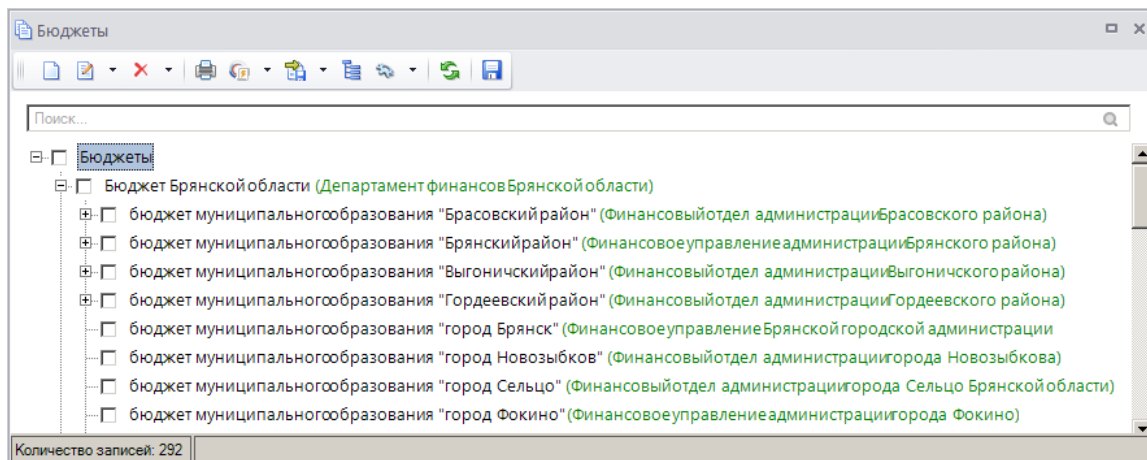 Бюджеты
Поиск...
Бюджеты
Бюджет Брянской области (Департамент финансов Брянской области)
бюджет муниципального образования "Брасовский район" (Финансовый отдел администрации Брасовского района)
бюджет муниципального образования "Брянский район" (Финансовое управление администрации Брянского района)
бюджет муниципального образования "Выгоничский район" (Финансовый отдел администрации Выгоничского района)
бюджет муниципального образования "Гордеевский район" (Финансовый отдел администрации Гордеевского района)
бюджет муниципального образования "город Брянск" (Финансовое управление Брянской городской администрации
бюджет муниципального образования "город Новозыбков" (Финансовый отдел администрации города Новозыбкова)
бюджет муниципального образования "город Сельцо" (Финансовый отдел администрации города Сельцо Брянской области)
бюджет муниципального образования "город Фокино" (Финансовое управление администрации города Фокино)
Количество записей: 292